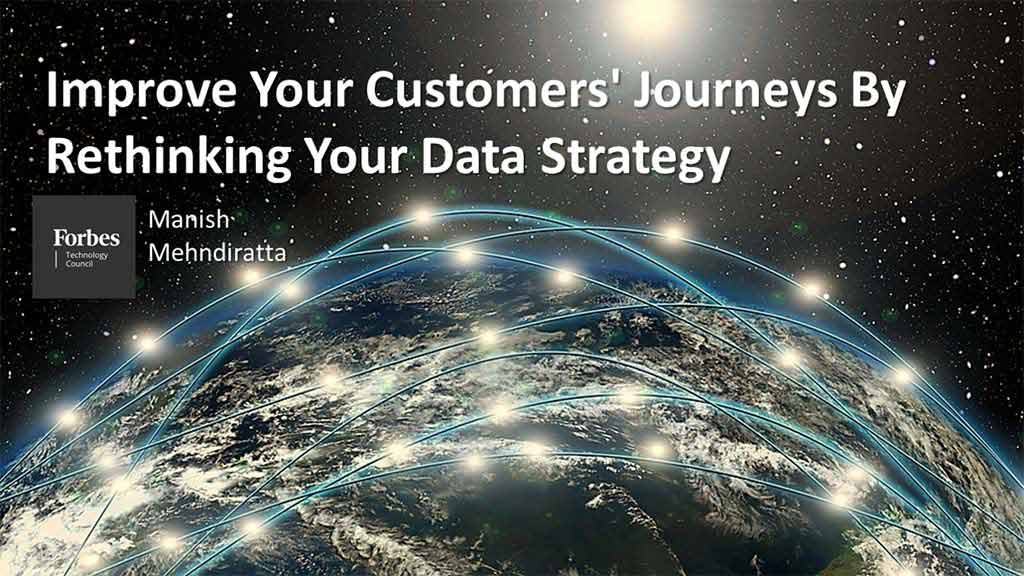 Improve Your Customers' Journeys By
Rethinking Your Data Strategy
Forbes
Technology
Council
Manish
Mehndiratta